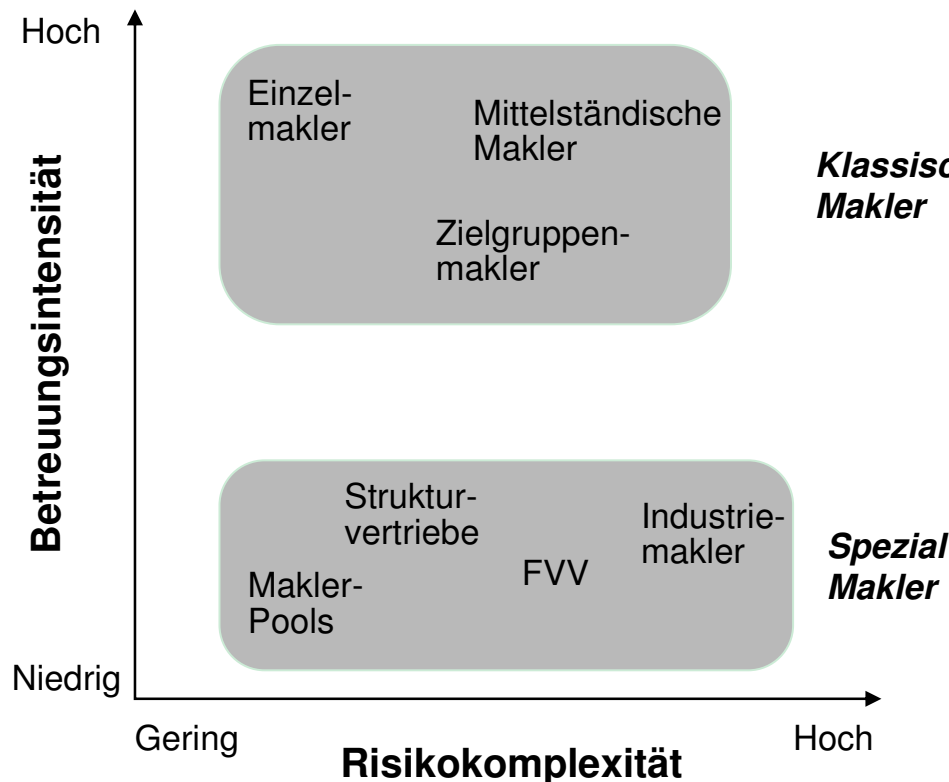 Hoch
Betreuungsintensität
Einzel-
makler
Mittelständische
Makler
Zielgruppen-
makler
Makler
Struktur-
vertriebe
Industrie-
makler
FVV
Makler-
Pools
Spezial
Makler
Niedrig
Gering
Hoch
Risikokomplexität